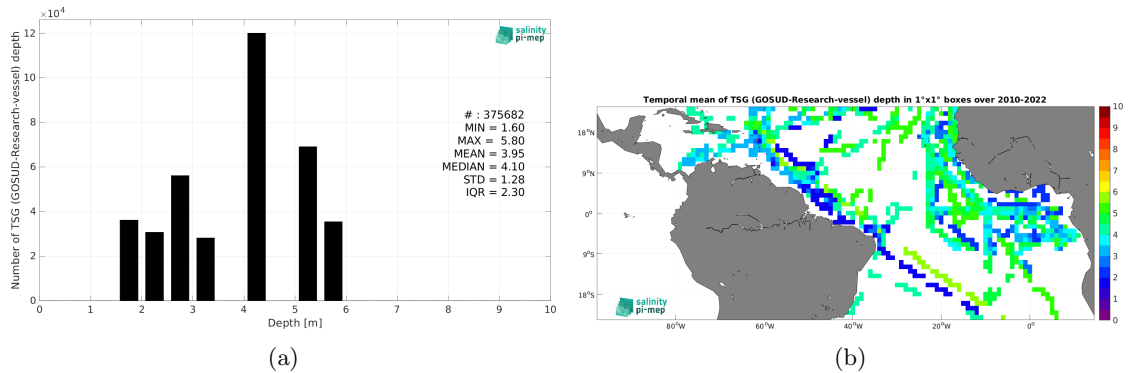 ×10⁴
12
10
8
6
4
2
0
Number of TSG (GOSUD-Research-vessel) depth
0 1 2 3 4 5 6 7 8 9 10
Depth [m]
salinity
pi-mep
# : 375682
MIN = 1.60
MAX = 5.80
MEAN = 3.95
MEDIAN = 4.10
STD = 1.28
IQR = 2.30
(a)
Temporal mean of TSG (GOSUD-Research-vessel) depth in 1°x1° boxes over 2010-2022
18°N
9°N
0°
9°S
18°S
80°W 60°W 40°W 20°W 0°
salinity
pi-mep
10
9
8
7
6
5
4
3
2
1
0
(b)